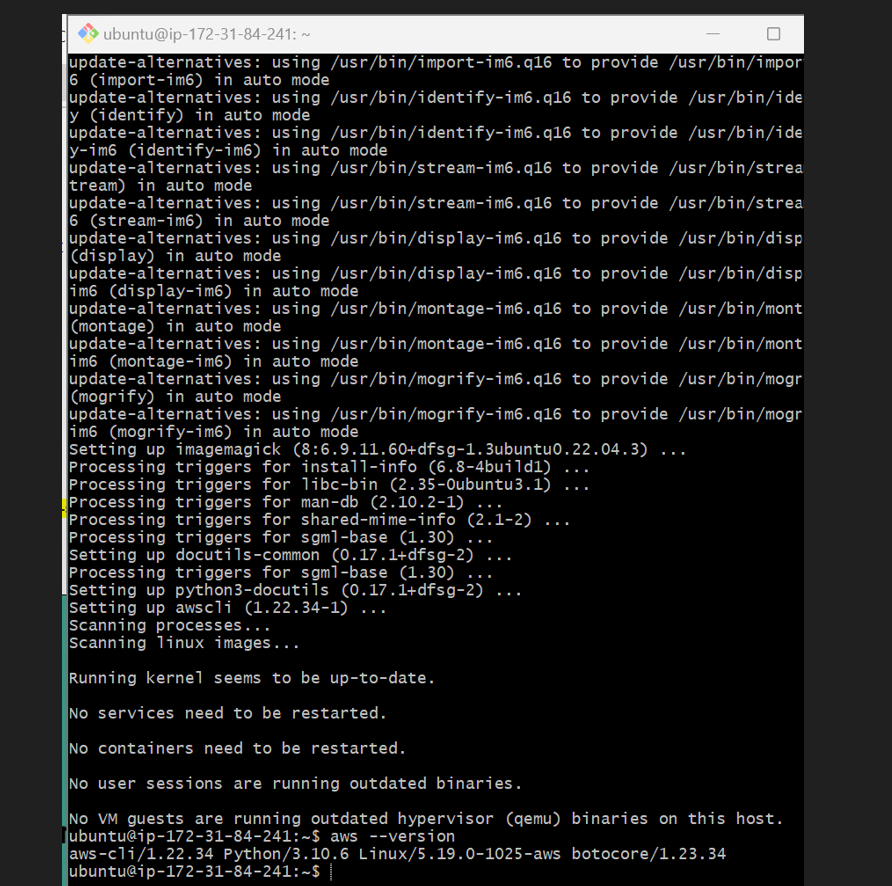 ubuntu@ip-172-31-84-241: ~
update-alternatives: using /usr/bin/import-im6.q16 to provide /usr/bin/impor
6 (import-im6) in auto mode
update-alternatives: using /usr/bin/identify-im6.q16 to provide /usr/bin/ide
y (identify) in auto mode
update-alternatives: using /usr/bin/identify-im6.q16 to provide /usr/bin/ide
y-im6 (identify-im6) in auto mode
update-alternatives: using /usr/bin/stream-im6.q16 to provide /usr/bin/strea
tream) in auto mode
update-alternatives: using /usr/bin/stream-im6.q16 to provide /usr/bin/strea
6 (stream-im6) in auto mode
update-alternatives: using /usr/bin/display-im6.q16 to provide /usr/bin/disp
(display) in auto mode
update-alternatives: using /usr/bin/display-im6.q16 to provide /usr/bin/disp
im6 (display-im6) in auto mode
update-alternatives: using /usr/bin/montage-im6.q16 to provide /usr/bin/mont
(montage) in auto mode
update-alternatives: using /usr/bin/montage-im6.q16 to provide /usr/bin/mont
im6 (montage-im6) in auto mode
update-alternatives: using /usr/bin/mogrify-im6.q16 to provide /usr/bin/mogr
(mogrify) in auto mode
update-alternatives: using /usr/bin/mogrify-im6.q16 to provide /usr/bin/mogr
im6 (mogrify-im6) in auto mode
Setting up imagemagick (8:6.9.11.60+dfsg-1.3ubuntu0.22.04.3) ...
Processing triggers for install-info (6.8-4build1) ...
Processing triggers for libc-bin (2.35-0ubuntu3.1) ...
Processing triggers for man-db (2.10.2-1) ...
Processing triggers for shared-mime-info (2.1-2) ...
Processing triggers for sgml-base (1.30) ...
Setting up docutils-common (0.17.1+dfsg-2) ...
Processing triggers for sgml-base (1.30) ...
Setting up python3-docutils (0.17.1+dfsg-2) ...
Setting up awscli (1.22.34-1) ...
Scanning processes...
Scanning linux images...
Running kernel seems to be up-to-date.
No services need to be restarted.
No containers need to be restarted.
No user sessions are running outdated binaries.
No VM guests are running outdated hypervisor (qemu) binaries on this host.
ubuntu@ip-172-31-84-241:~$ aws --version
aws-cli/1.22.34 Python/3.10.6 Linux/5.19.0-1025-aws botocore/1.23.34
ubuntu@ip-172-31-84-241:~$